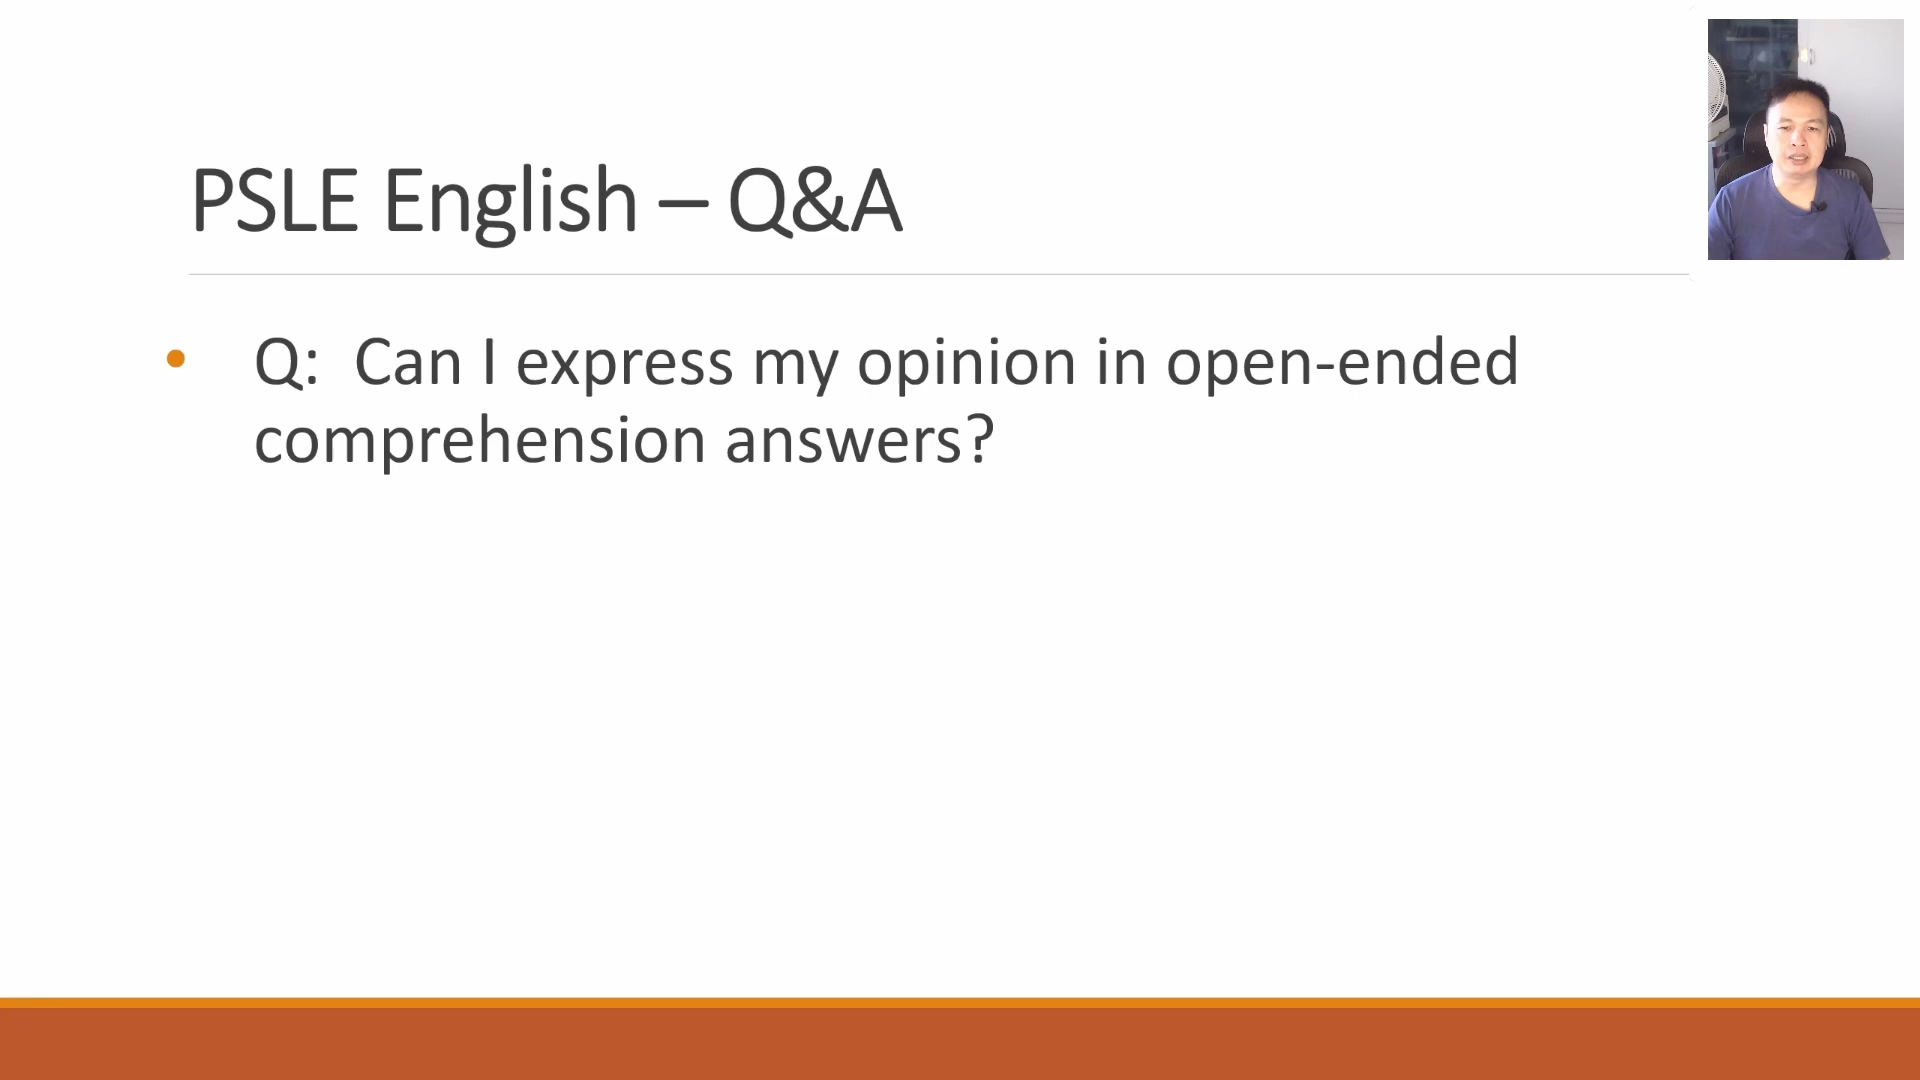 PSLE English – Q&A
• Q: Can I express my opinion in open-ended
comprehension answers?